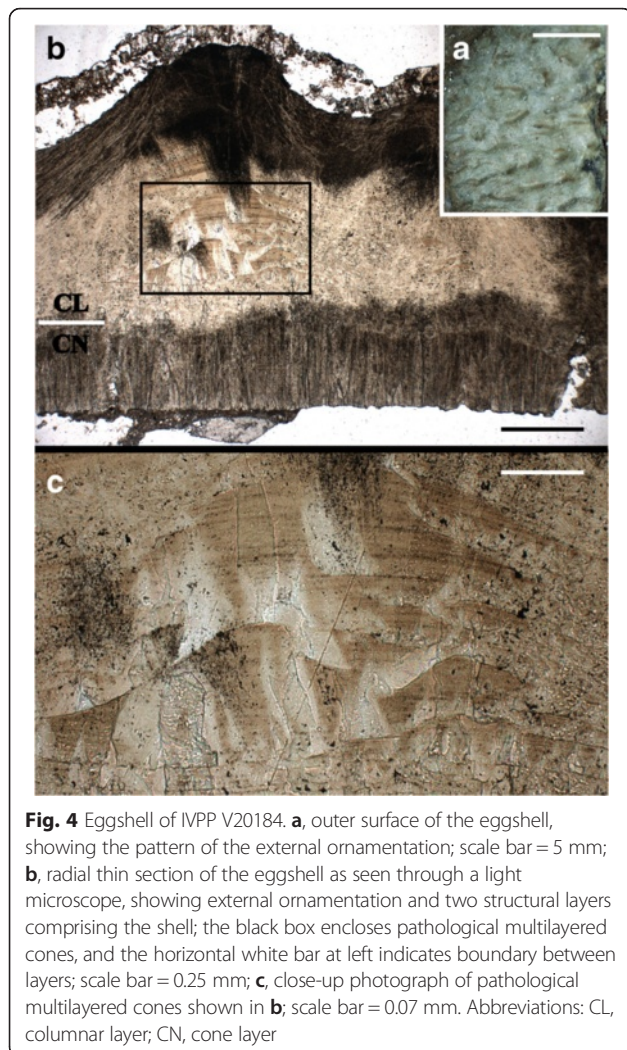 b
a
CL
CN
c
Fig. 4 Eggshell of IVPP V20184. a, outer surface of the eggshell,
showing the pattern of the external ornamentation; scale bar = 5 mm;
b, radial thin section of the eggshell as seen through a light
microscope, showing external ornamentation and two structural layers
comprising the shell; the black box encloses pathological multilayered
cones, and the horizontal white bar at left indicates boundary between
layers; scale bar = 0.25 mm; c, close-up photograph of pathological
multilayered cones shown in b; scale bar = 0.07 mm. Abbreviations: CL,
columnar layer; CN, cone layer